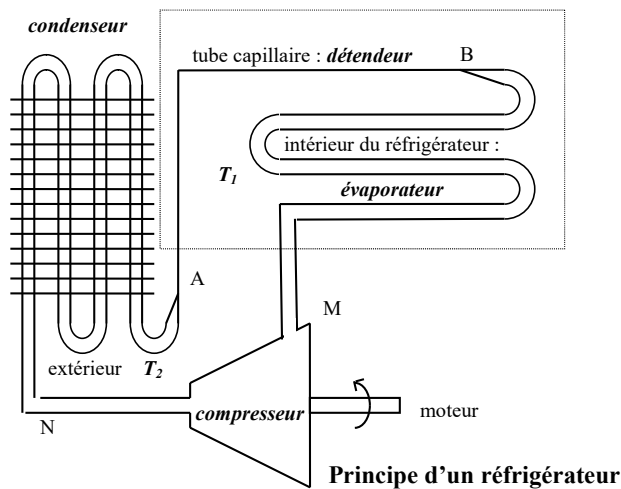 condenseur
tube capillaire : détendeur
B
intérieur du réfrigérateur :
T1
évaporateur
A
M
extérieur T2
compresseur
moteur
N
Principe d'un réfrigérateur